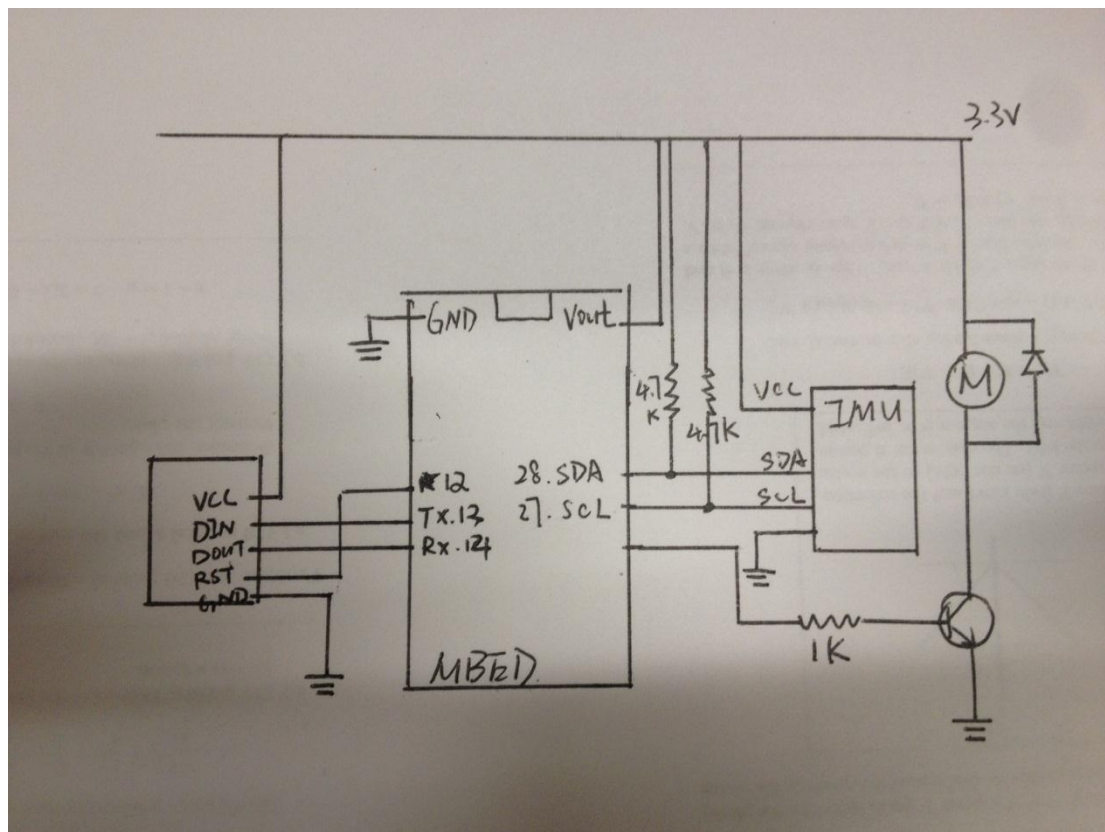 3.3V
GND
Vout
4.7
K
4.7K
VCC
IMU
M
VCC
DIN
DOUT
RST
GND
12
Tx.13
Rx.14
28.SDA
27.SCL
SDA
SCL
1K
MBED